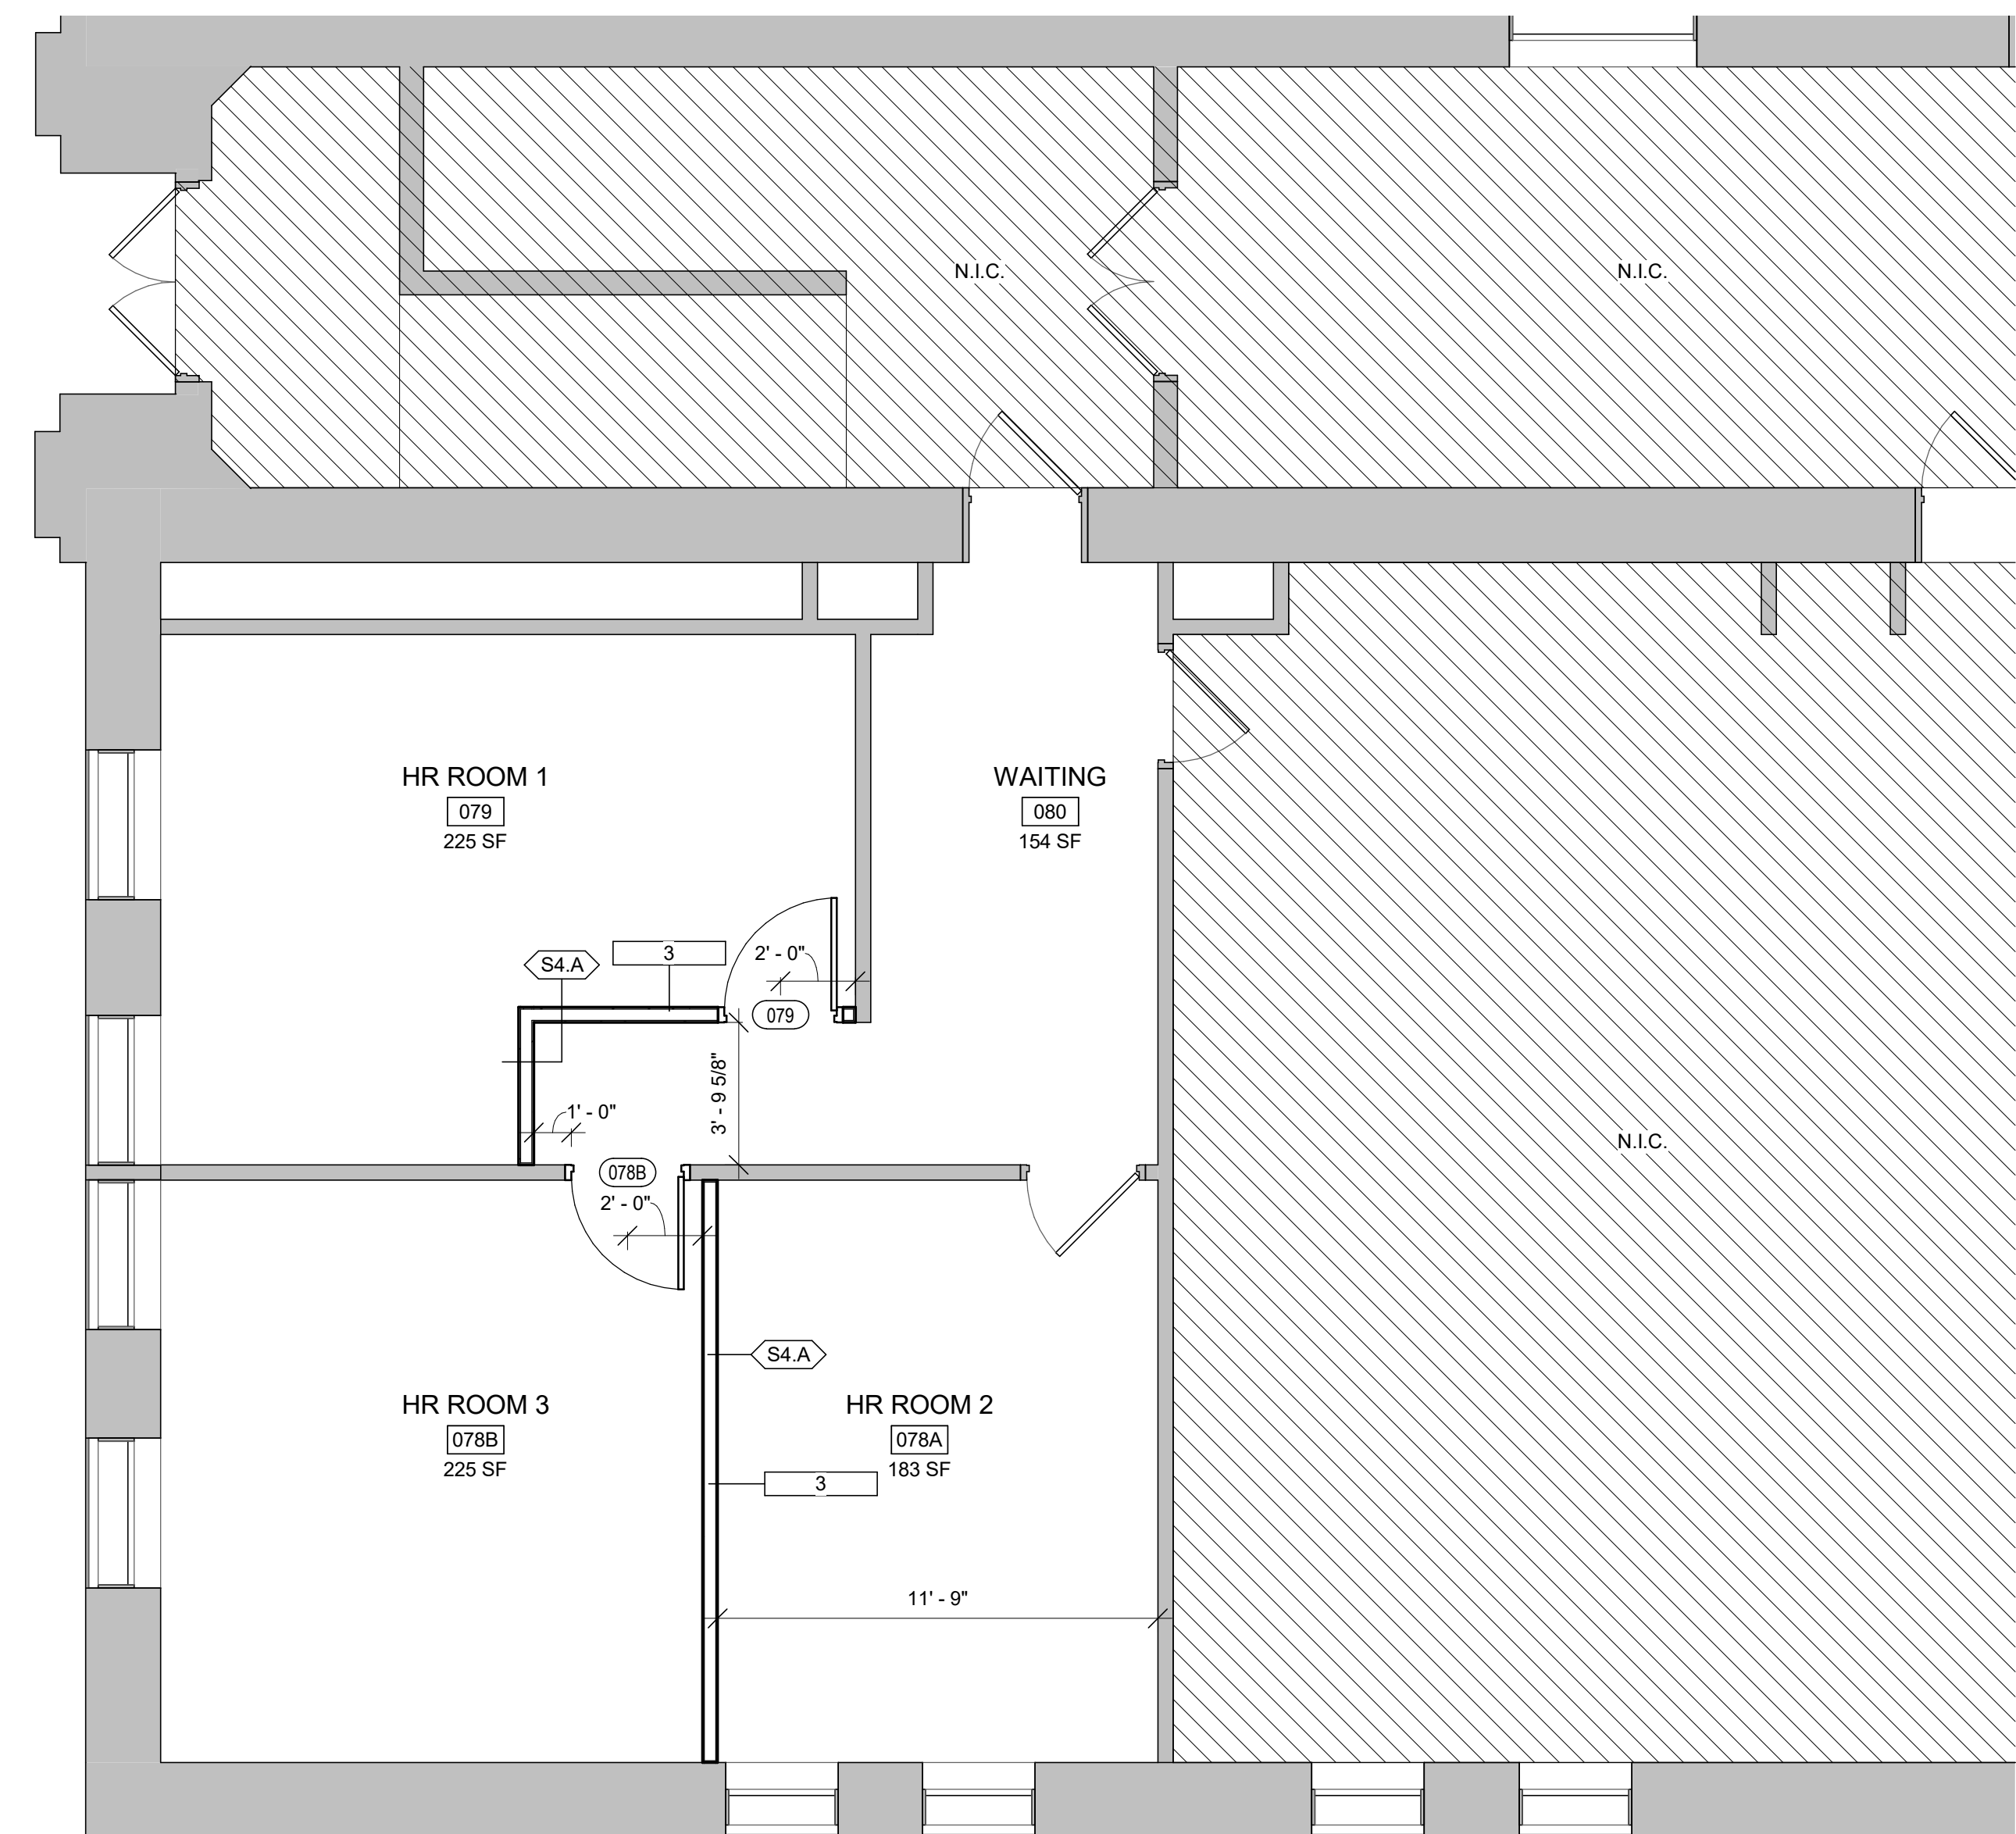 N.I.C.
N.I.C.
HR ROOM 1
079
225 SF
WAITING
080
154 SF
3
S4.A
2' - 0"
079
3' - 9 5/8"
1' - 0"
078B
2' - 0"
N.I.C.
S4.A
HR ROOM 3
078B
225 SF
HR ROOM 2
078A
183 SF
3
11' - 9"